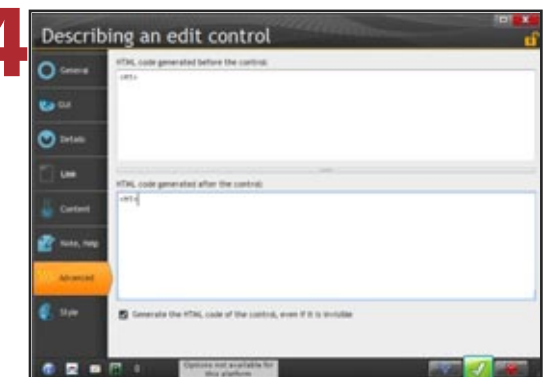 4
Describing an edit control
General
HTML code generated before the control:
GUI
Details
Link
HTML code generated after the control:
Content
Note, Help
Advanced
Style
Generate the HTML code of the control, even if it is invisible
Options not available for
this platform